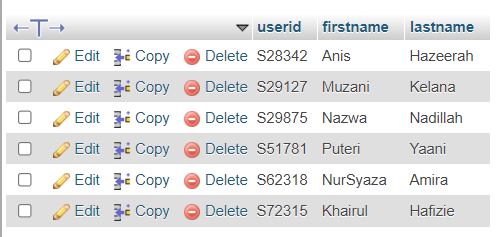 userid firstname lastname
Edit Copy Delete S28342 Anis Hazeerah
Edit Copy Delete S29127 Muzani Kelana
Edit Copy Delete S29875 Nazwa Nadillah
Edit Copy Delete S51781 Puteri Yaani
Edit Copy Delete S62318 NurSyaza Amira
Edit Copy Delete S72315 Khairul Hafizie